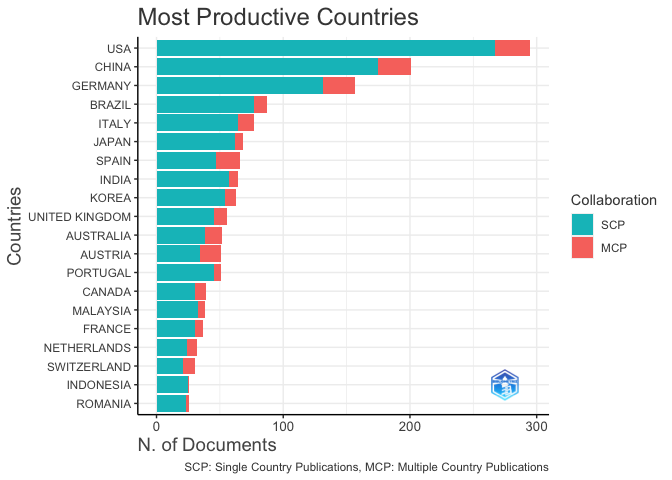 Most Productive Countries
Countries
USA
CHINA
GERMANY
BRAZIL
ITALY
JAPAN
SPAIN
INDIA
KOREA
UNITED KINGDOM
AUSTRALIA
AUSTRIA
PORTUGAL
CANADA
MALAYSIA
FRANCE
NETHERLANDS
SWITZERLAND
INDONESIA
ROMANIA
0 100 200 300
N. of Documents
SCP: Single Country Publications, MCP: Multiple Country Publications
Collaboration
SCP
MCP